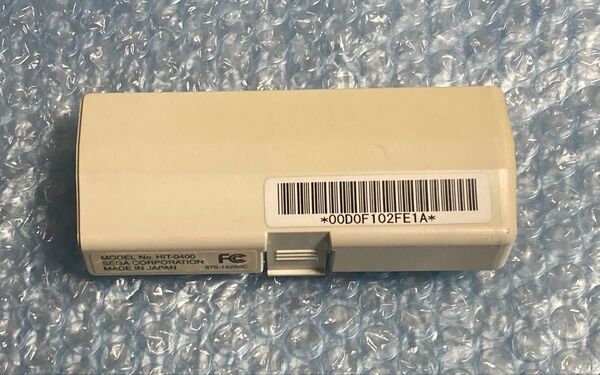 *00D0F102FE1A*
MODEL No. HIT-0400
SEGA CORPORATION
MADE IN JAPAN
FC
670-14250C